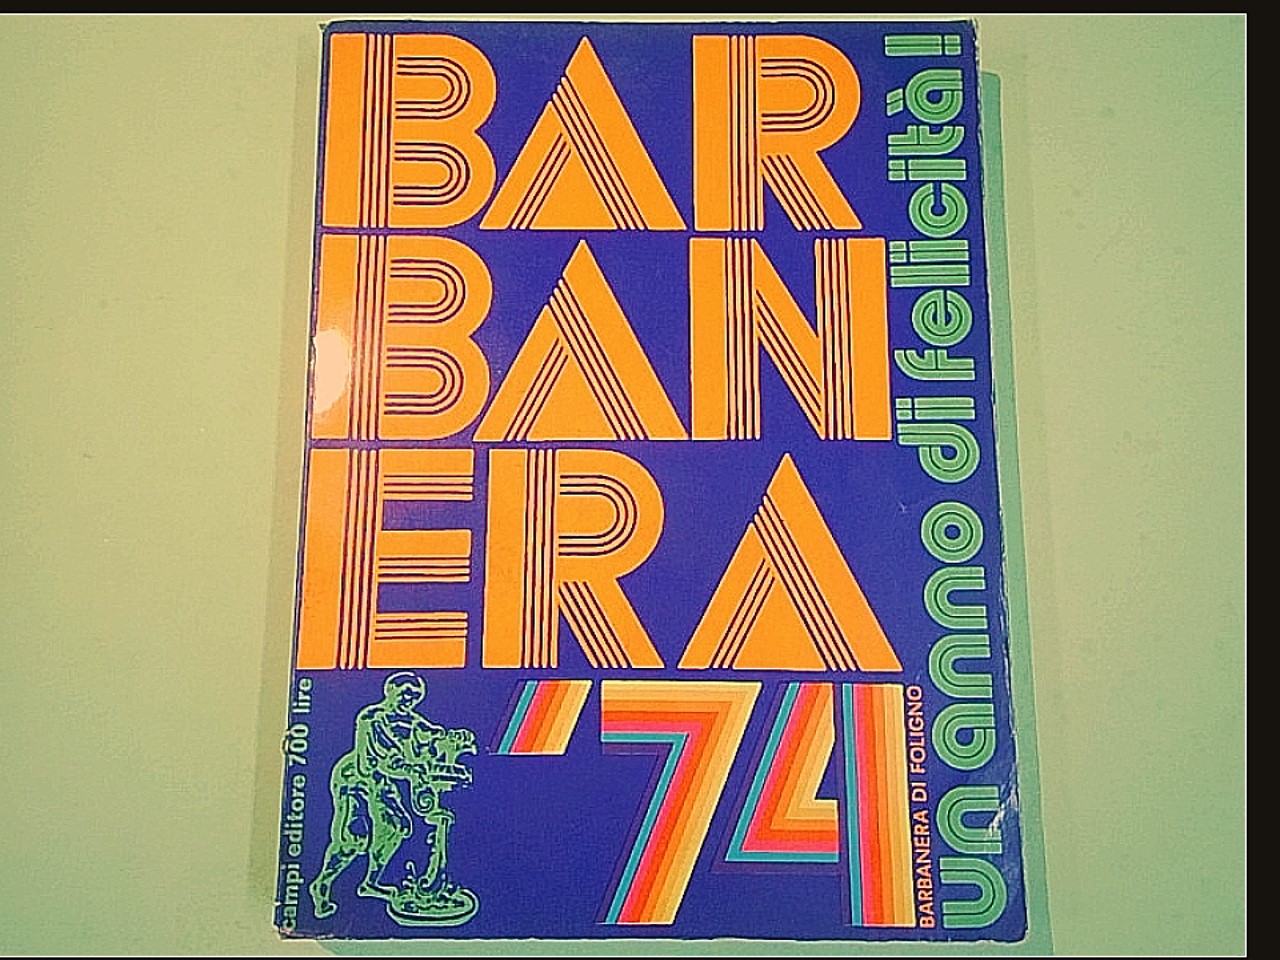 BAR
BAN
ERA
'74
un anno di felicità!
BARBANERA DI FOLIGNO
campi editore 700 lire